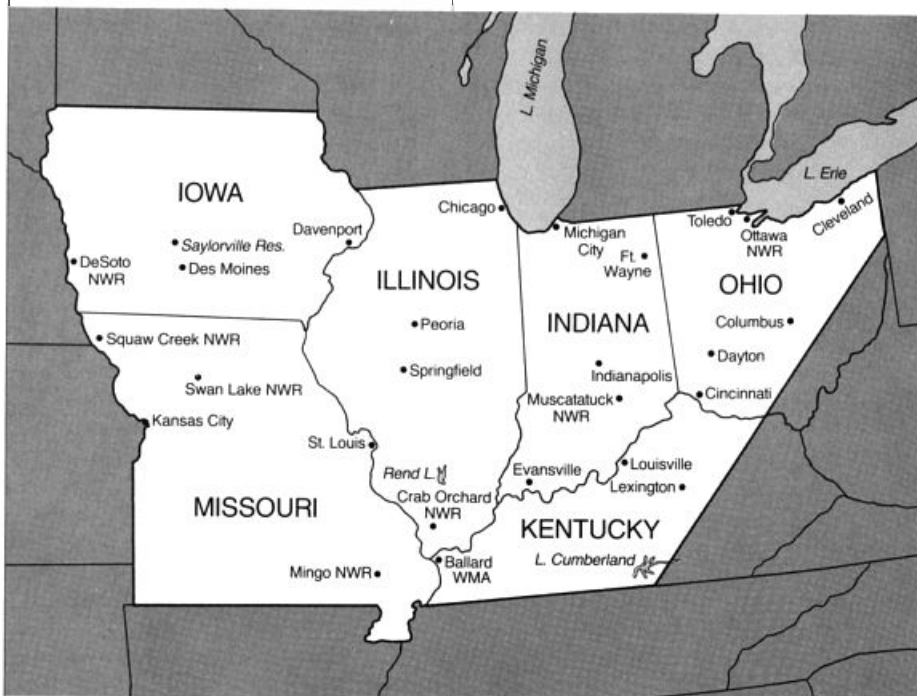 L. Michigan
L. Erie
IOWA
Chicago
Toledo
Cleveland
Davenport
Michigan
City
Ottawa
NWR
Saylorville Res.
Ft.
Wayne
DeSoto
NWR
Des Moines
ILLINOIS
OHIO
Peoria
INDIANA
Columbus
Squaw Creek NWR
Dayton
Springfield
Indianapolis
Swan Lake NWR
Muscatatuck
NWR
Cincinnati
Kansas City
St. Louis
Rend L.
Evansville
Louisville
Lexington
Crab Orchard
NWR
MISSOURI
KENTUCKY
Ballard
WMA
L. Cumberland
Mingo NWR